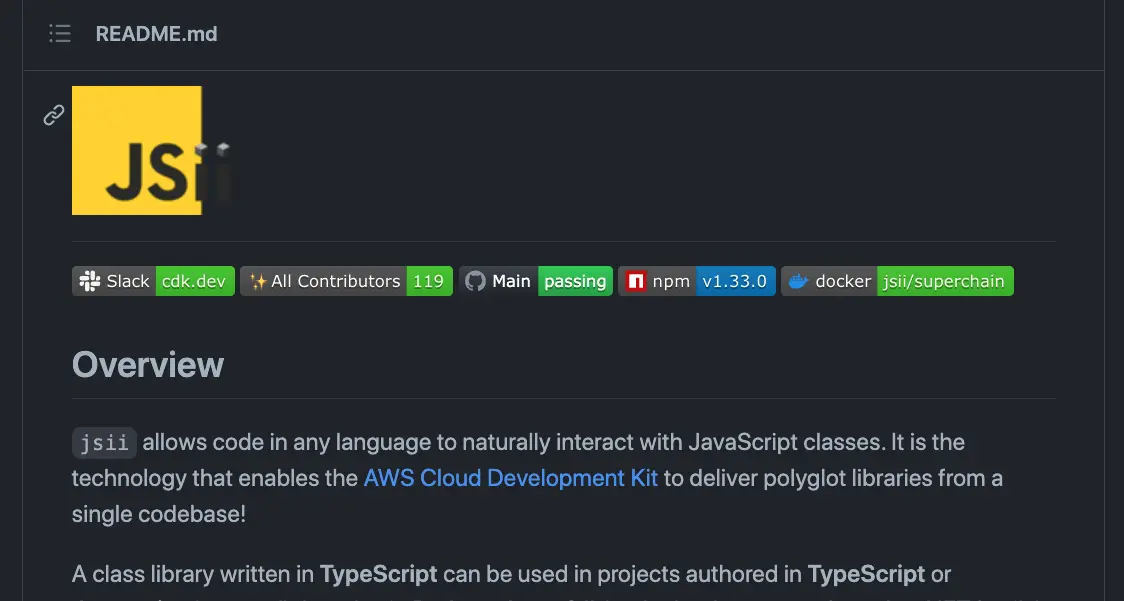 README.md
JSii
Slack cdk.dev ✨All Contributors 119 Main passing npm v1.33.0 docker jsii/superchain
Overview
jsii allows code in any language to naturally interact with JavaScript classes. It is the
technology that enables the AWS Cloud Development Kit to deliver polyglot libraries from a
single codebase!
A class library written in TypeScript can be used in projects authored in TypeScript or